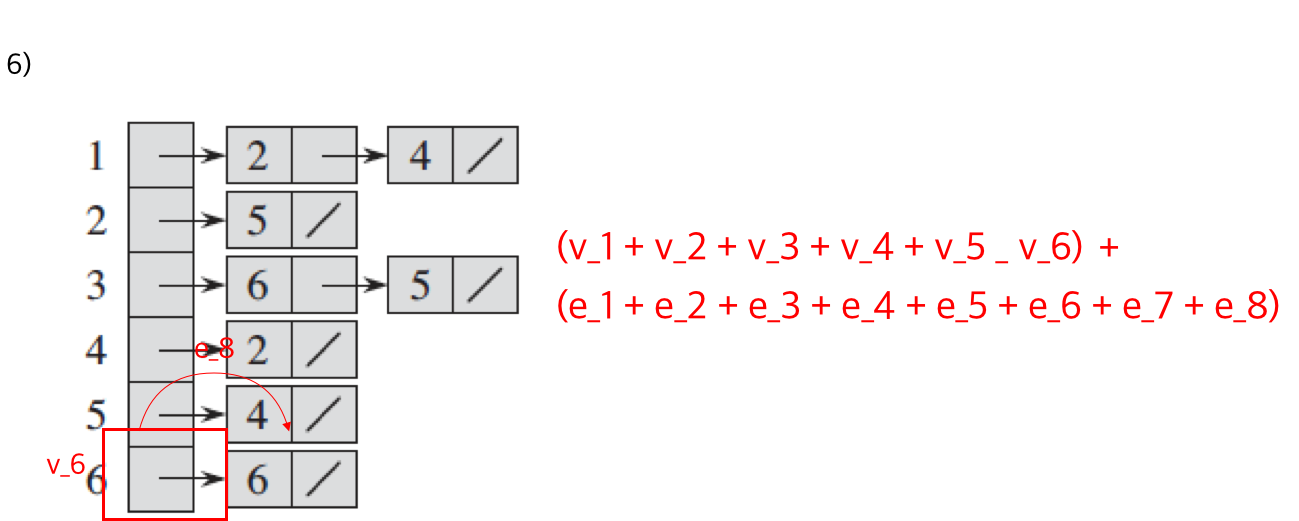 6)
1 2 4
2 5
(v_1 + v_2 + v_3 + v_4 + v_5 _ v_6) +
3 6 5
(e_1 + e_2 + e_3 + e_4 + e_5 + e_6 + e_7 + e_8)
4 e_8 2
5 4
v_6 6 6